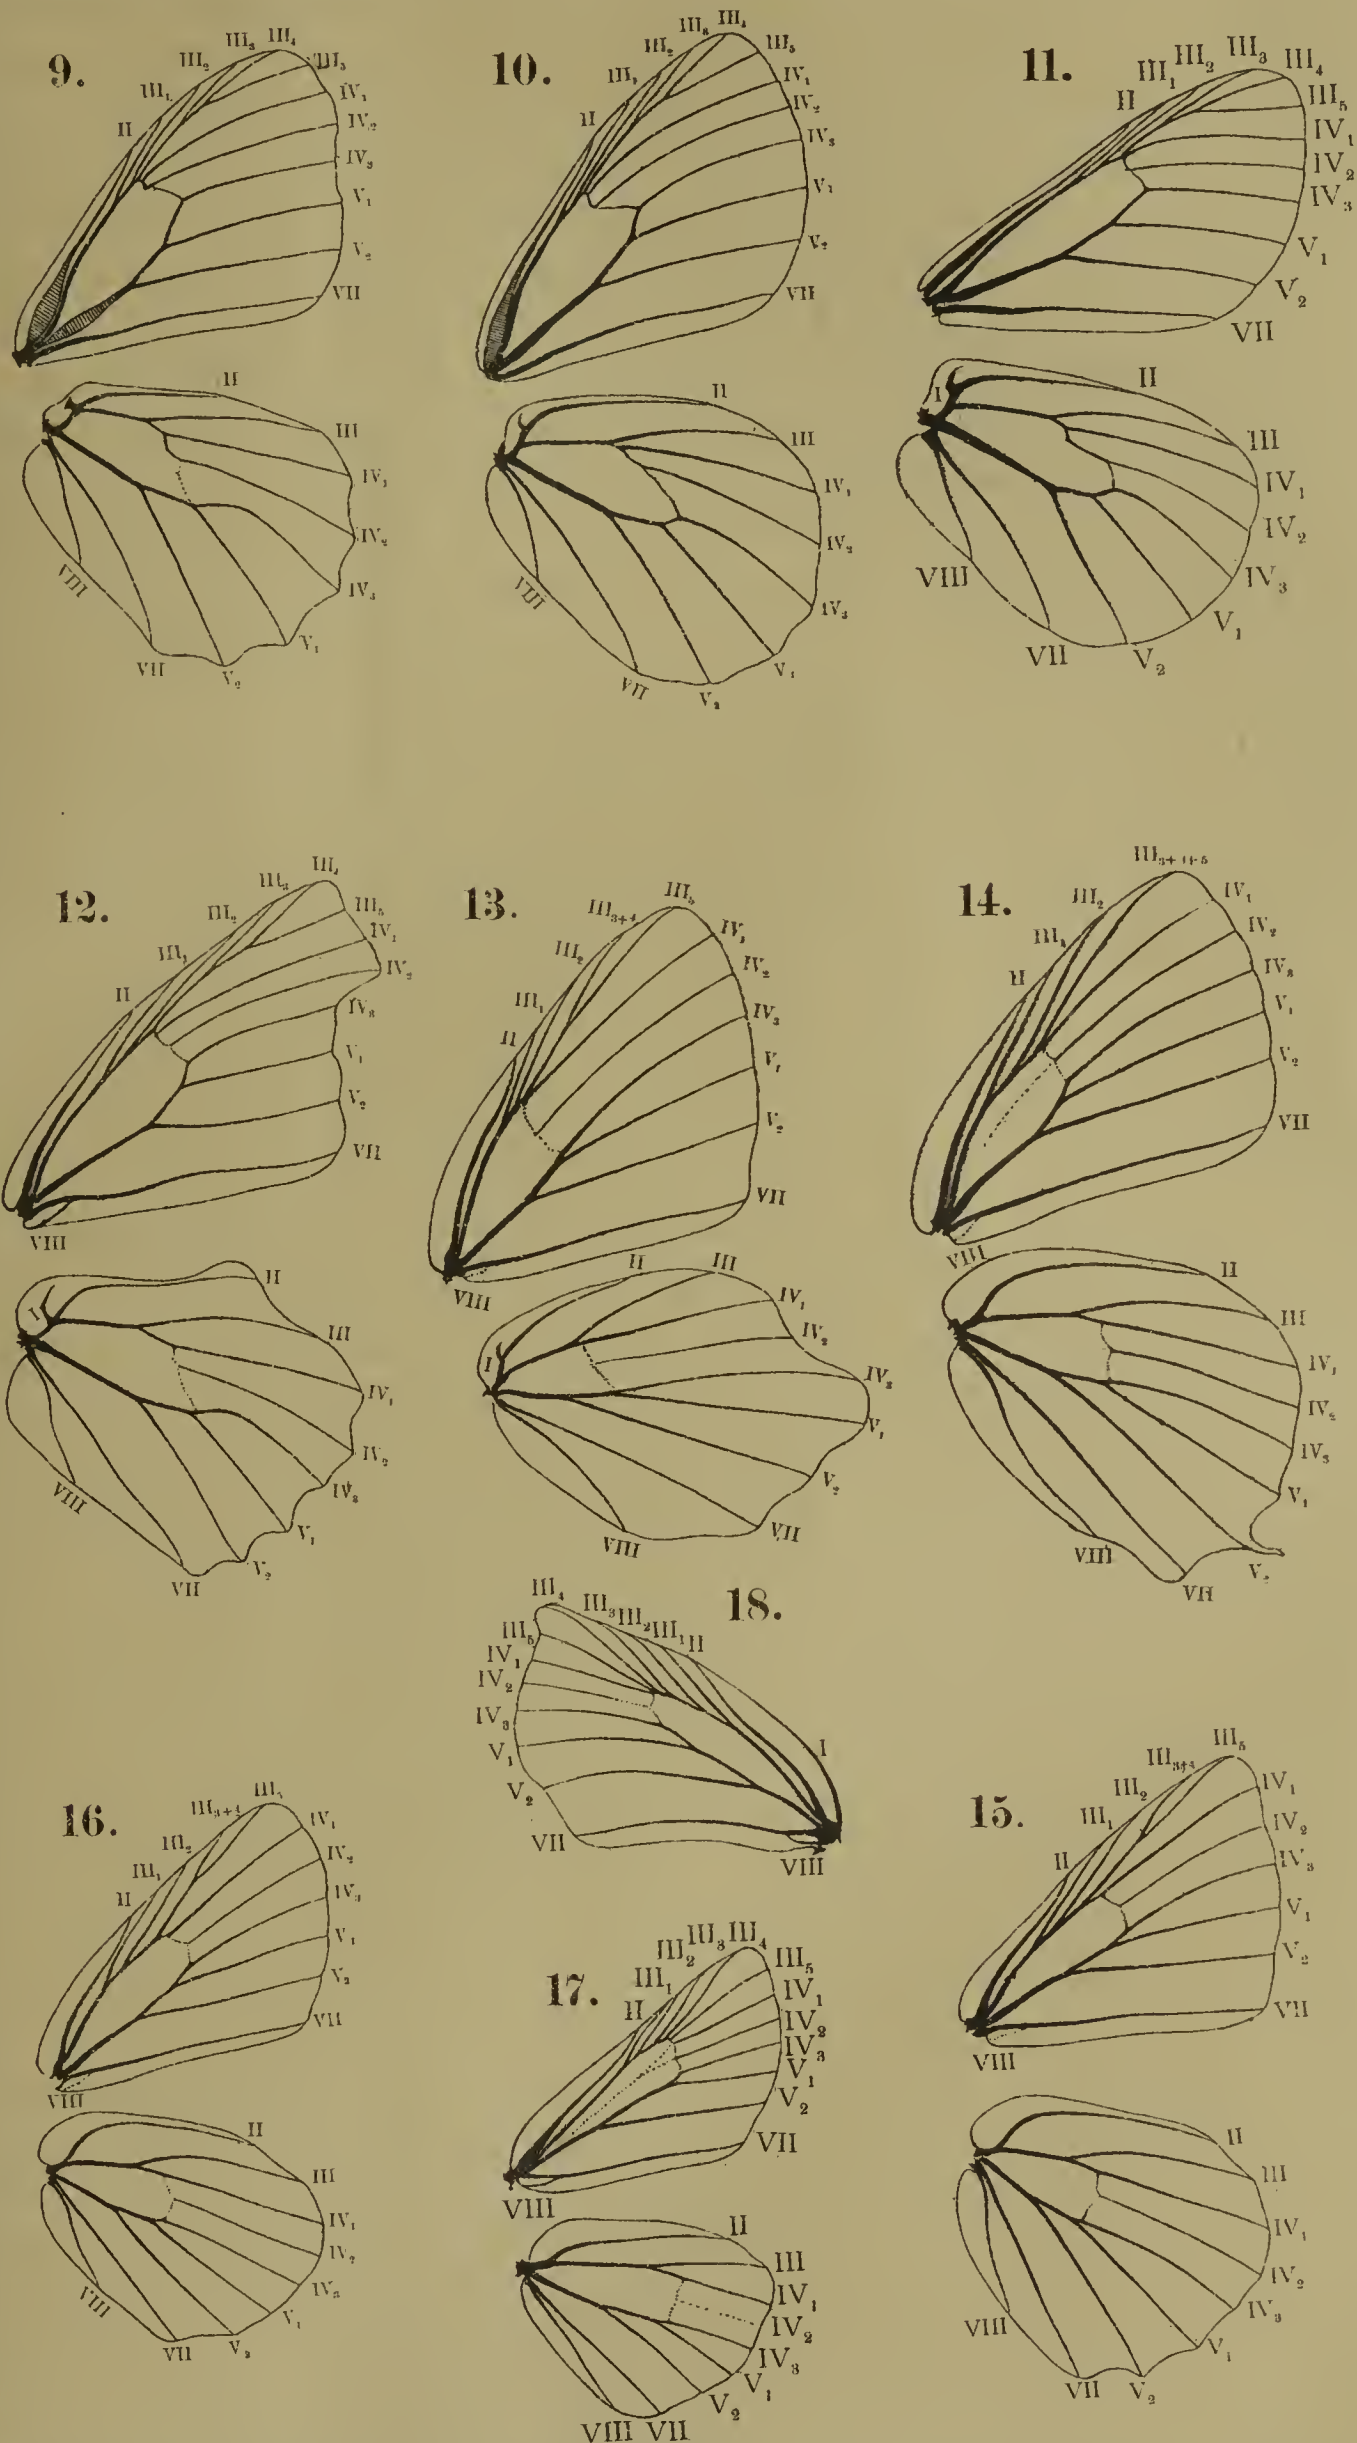 9.
II III₁ III₂ III₃ III₄ III₅ IV₁ IV₂ IV₃ V₁ V₂ VII
II III IV₁ IV₂ IV₃ V₁ V₂ VII VIII
10.
II III₁ III₂ III₃ III₄ III₅ IV₁ IV₂ IV₃ V₁ V₂ VII
II III IV₁ IV₂ IV₃ V₁ V₂ VII VIII
11.
II III₁ III₂ III₃ III₄ III₅ IV₁ IV₂ IV₃ V₁ V₂ VII
I II III IV₁ IV₂ IV₃ V₁ V₂ VII VIII
12.
II III₁ III₂ III₃ III₄ III₅ IV₁ IV₂ IV₃ V₁ V₂ VII VIII
I II III IV₁ IV₂ IV₃ V₁ V₂ VII VIII
13.
II III₁ III₂ III₃₊₄ III₅ IV₁ IV₂ IV₃ V₁ V₂ VII VIII
I II III IV₁ IV₂ IV₃ V₁ V₂ VII VIII
14.
II III₁ III₂ III₃₊₄₊₅ IV₁ IV₂ IV₃ V₁ V₂ VII VIII
II III IV₁ IV₂ IV₃ V₁ V₂ VII VIII
18.
I II III₁ III₂ III₃ III₄ III₅ IV₁ IV₂ IV₃ V₁ V₂ VII VIII
16.
II III₁ III₂ III₃₊₄ III₅ IV₁ IV₂ IV₃ V₁ V₂ VII VIII
II III IV₁ IV₂ IV₃ V₁ V₂ VII VIII
17.
II III₁ III₂ III₃ III₄ III₅ IV₁ IV₂ IV₃ V₁ V₂ VII VIII
II III IV₁ IV₂ IV₃ V₁ V₂ VII VIII
15.
II III₁ III₂ III₃₊₄ III₅ IV₁ IV₂ IV₃ V₁ V₂ VII VIII
II III IV₁ IV₂ IV₃ V₁ V₂ VII VIII